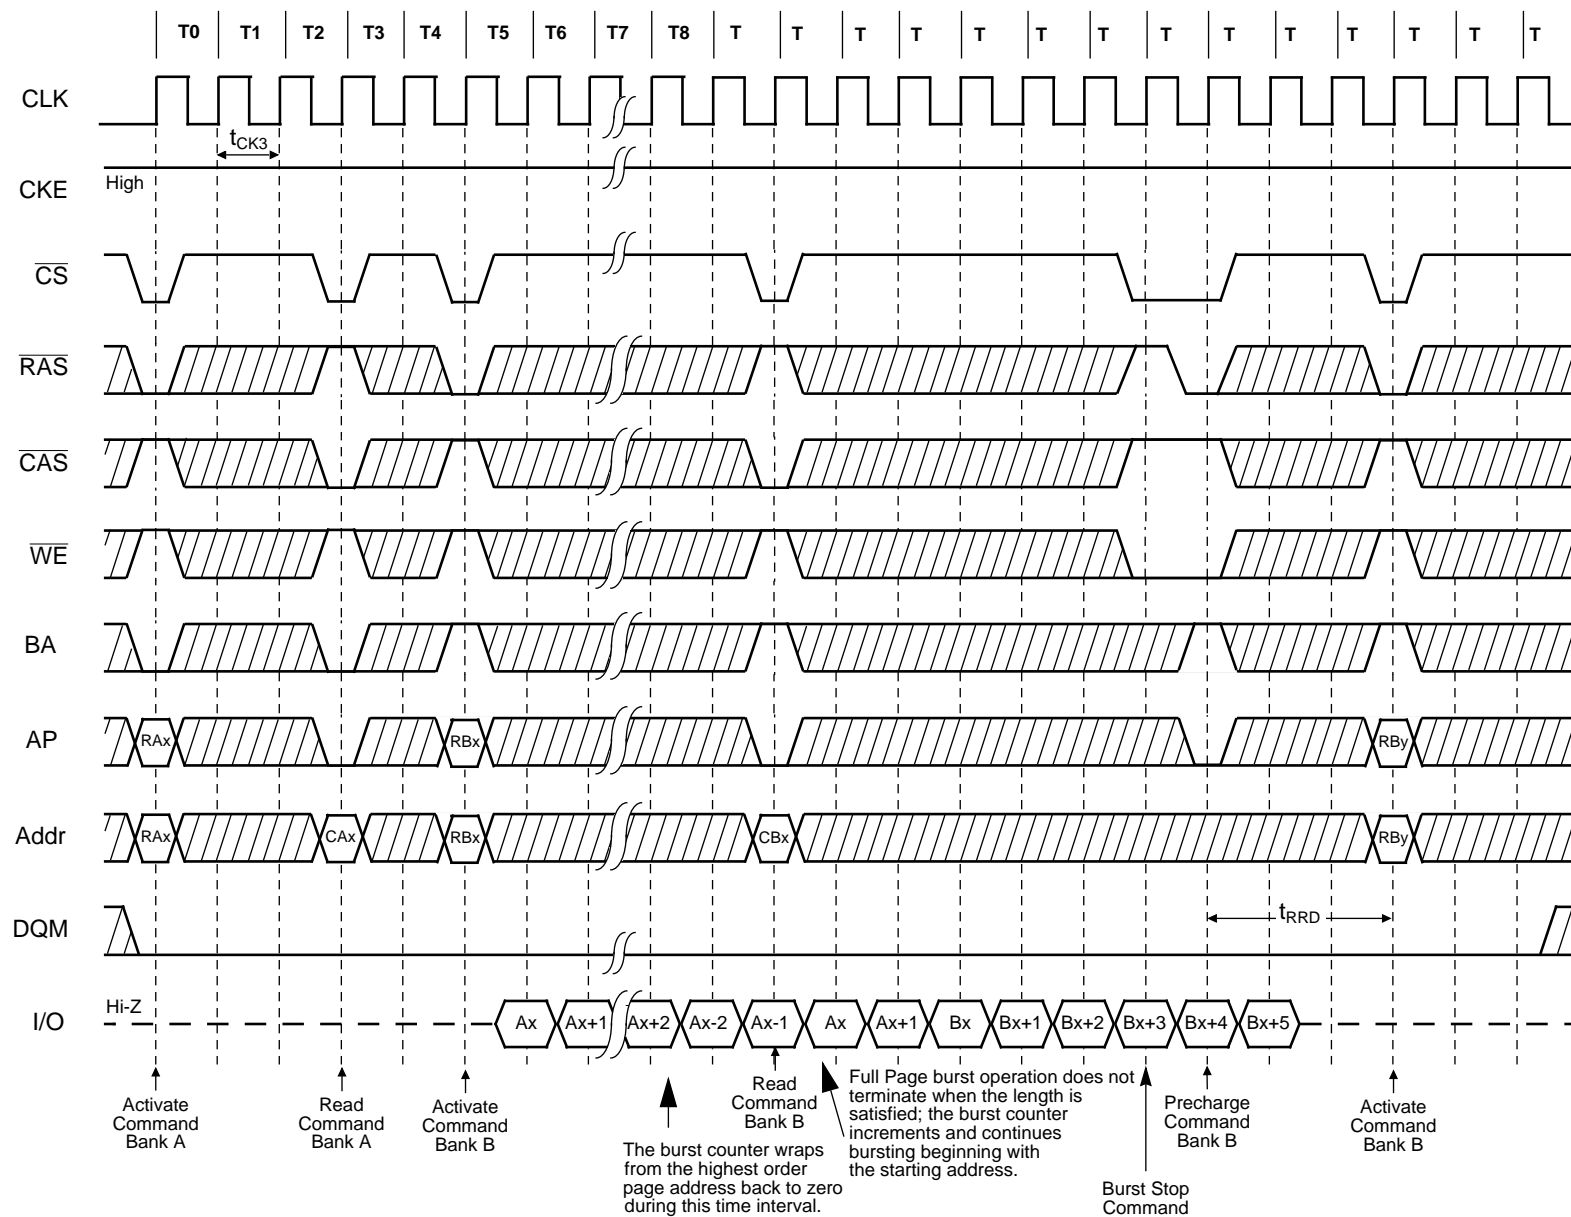 T0 T1 T2 T3 T4 T5 T6 T7 T8 T T T T T T T T T T T T T T
CLK
tCK3
CKE
High
CS
RAS
CAS
WE
BA
AP
RAx RBx RBy
Addr
RAx CAx RBx CBx RBy
DQM
tRRD
I/O
Hi-Z
Ax Ax+1 Ax+2 Ax-2 Ax-1 Ax Ax+1 Bx Bx+1 Bx+2 Bx+3 Bx+4 Bx+5
Activate
Command
Bank A
Read
Command
Bank A
Activate
Command
Bank B
The burst counter wraps
from the highest order
page address back to zero
during this time interval.
Read
Command
Bank B
Full Page burst operation does not
terminate when the length is
satisfied; the burst counter
increments and continues
bursting beginning with
the starting address.
Burst Stop
Command
Precharge
Command
Bank B
Activate
Command
Bank B